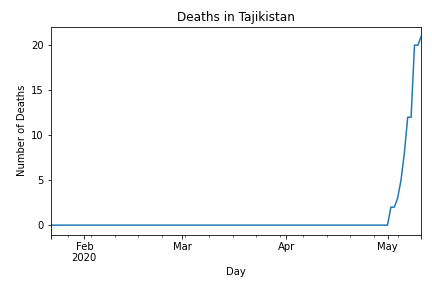 Deaths in Tajikistan
Number of Deaths
20
15
10
5
0
Feb
2020
Mar
Apr
May
Day